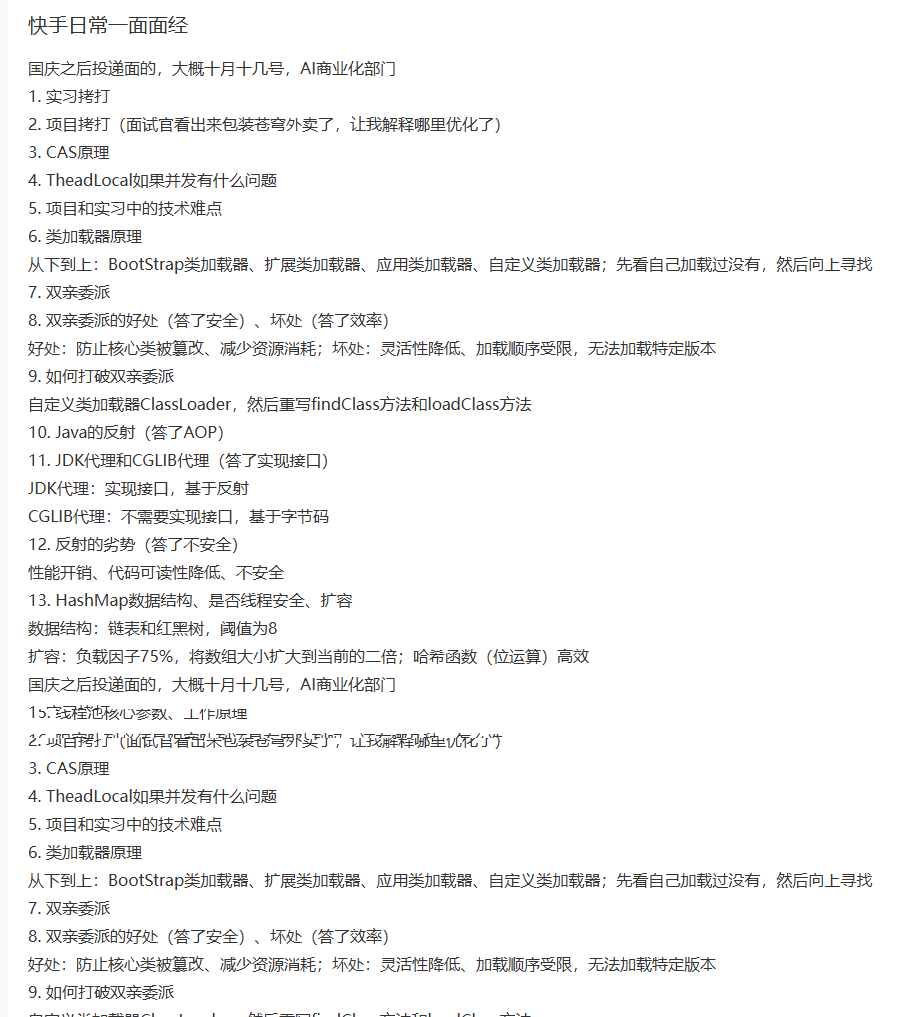 快手日常一面面经
国庆之后投递面的，大概十月十几号，AI商业化部门
1. 实习拷打
2. 项目拷打（面试官看出来包装苍穹外卖了，让我解释哪里优化了）
3. CAS原理
4. TheadLocal如果并发有什么问题
5. 项目和实习中的技术难点
6. 类加载器原理
从下到上：BootStrap类加载器、扩展类加载器、应用类加载器、自定义类加载器；先看自己加载过没有，然后向上寻找
7. 双亲委派
8. 双亲委派的好处（答了安全）、坏处（答了效率）
好处：防止核心类被篡改、减少资源消耗；坏处：灵活性降低、加载顺序受限，无法加载特定版本
9. 如何打破双亲委派
自定义类加载器ClassLoader，然后重写findClass方法和loadClass方法
10. Java的反射（答了AOP）
11. JDK代理和CGLIB代理（答了实现接口）
JDK代理：实现接口，基于反射
CGLIB代理：不需要实现接口，基于字节码
12. 反射的劣势（答了不安全）
性能开销、代码可读性降低、不安全
13. HashMap数据结构、是否线程安全、扩容
数据结构：链表和红黑树，阈值为8
扩容：负载因子75%，将数组大小扩大到当前的二倍；哈希函数（位运算）高效
国庆之后投递面的，大概十月十几号，AI商业化部门
15. 线程池核心参数、工作原理
2. 项目拷打（面试官看出来包装苍穹外卖了，让我解释哪里优化了）
3. CAS原理
4. TheadLocal如果并发有什么问题
5. 项目和实习中的技术难点
6. 类加载器原理
从下到上：BootStrap类加载器、扩展类加载器、应用类加载器、自定义类加载器；先看自己加载过没有，然后向上寻找
7. 双亲委派
8. 双亲委派的好处（答了安全）、坏处（答了效率）
好处：防止核心类被篡改、减少资源消耗；坏处：灵活性降低、加载顺序受限，无法加载特定版本
9. 如何打破双亲委派